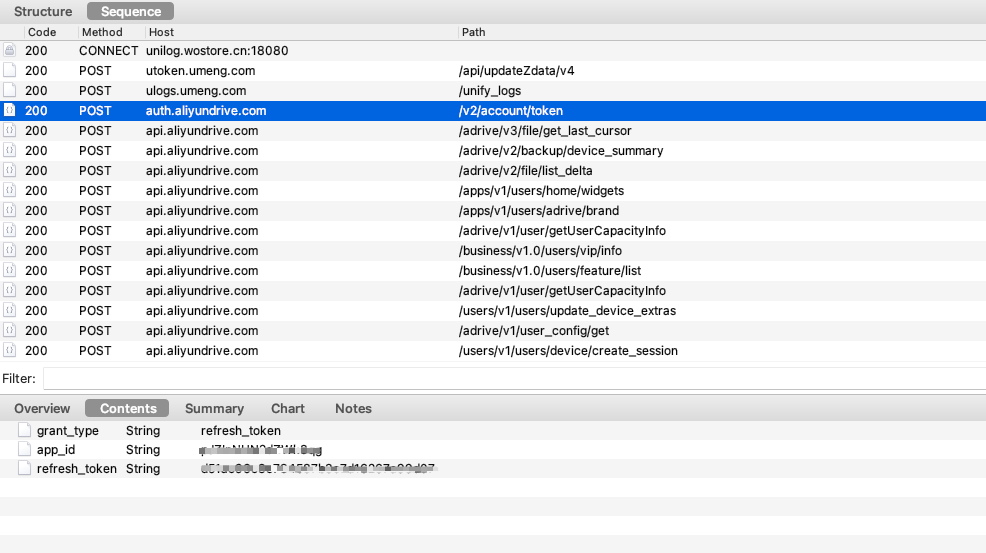 Structure Sequence
Code Method Host Path
200 CONNECT unilog.wostore.cn:18080
200 POST utoken.umeng.com /api/updateZdata/v4
200 POST ulogs.umeng.com /unify_logs
200 POST auth.aliyundrive.com /v2/account/token
200 POST api.aliyundrive.com /adrive/v3/file/get_last_cursor
200 POST api.aliyundrive.com /adrive/v2/backup/device_summary
200 POST api.aliyundrive.com /adrive/v2/file/list_delta
200 POST api.aliyundrive.com /apps/v1/users/home/widgets
200 POST api.aliyundrive.com /apps/v1/users/adrive/brand
200 POST api.aliyundrive.com /adrive/v1/user/getUserCapacityInfo
200 POST api.aliyundrive.com /business/v1.0/users/vip/info
200 POST api.aliyundrive.com /business/v1.0/users/feature/list
200 POST api.aliyundrive.com /adrive/v1/user/getUserCapacityInfo
200 POST api.aliyundrive.com /users/v1/users/update_device_extras
200 POST api.aliyundrive.com /adrive/v1/user_config/get
200 POST api.aliyundrive.com /users/v1/users/device/create_session
Filter:
Overview Contents Summary Chart Notes
grant_type String refresh_token
app_id String
refresh_token String